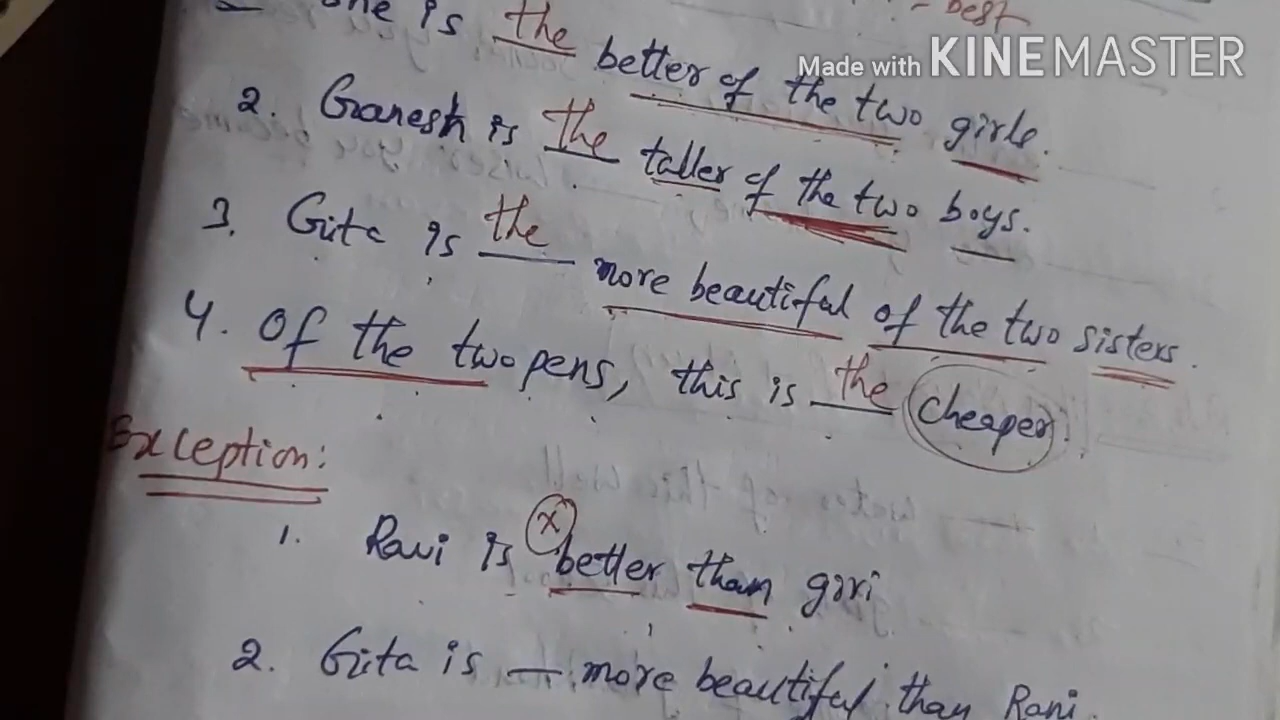 - best
one is the better of the two girls.
Made with KINEMASTER
2. Ganesh is the taller of the two boys.
3. Gita is the more beautiful of the two sisters.
4. Of the two pens, this is the cheaper.
Exception:
1. Ravi is x better than giri
2. Gita is — more beautiful than Rani.